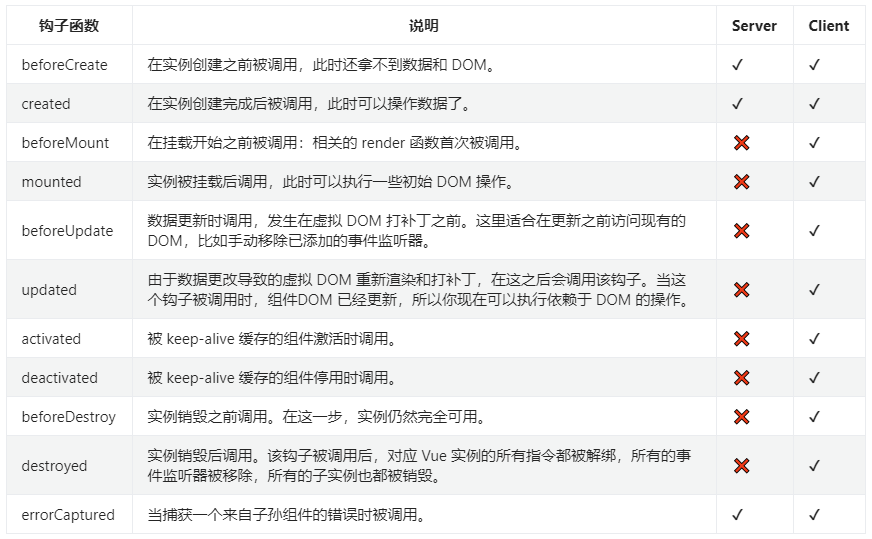 钩子函数 说明 Server Client
beforeCreate 在实例创建之前被调用，此时还拿不到数据和 DOM。 ✓ ✓
created 在实例创建完成后被调用，此时可以操作数据了。 ✓ ✓
beforeMount 在挂载开始之前被调用：相关的 render 函数首次被调用。 ❌ ✓
mounted 实例被挂载后调用，此时可以执行一些初始 DOM 操作。 ❌ ✓
beforeUpdate 数据更新时调用，发生在虚拟 DOM 打补丁之前。这里适合在更新之前访问现有的
DOM，比如手动移除已添加的事件监听器。 ❌ ✓
updated 由于数据更改导致的虚拟 DOM 重新渲染和打补丁，在这之后会调用该钩子。当这
个钩子被调用时，组件DOM 已经更新，所以你现在可以执行依赖于 DOM 的操作。 ❌ ✓
activated 被 keep-alive 缓存的组件激活时调用。 ❌ ✓
deactivated 被 keep-alive 缓存的组件停用时调用。 ❌ ✓
beforeDestroy 实例销毁之前调用。在这一步，实例仍然完全可用。 ❌ ✓
destroyed 实例销毁后调用。该钩子被调用后，对应 Vue 实例的所有指令都被解绑，所有的事
件监听器被移除，所有的子实例也都被销毁。 ❌ ✓
errorCaptured 当捕获一个来自子孙组件的错误时被调用。 ✓ ✓